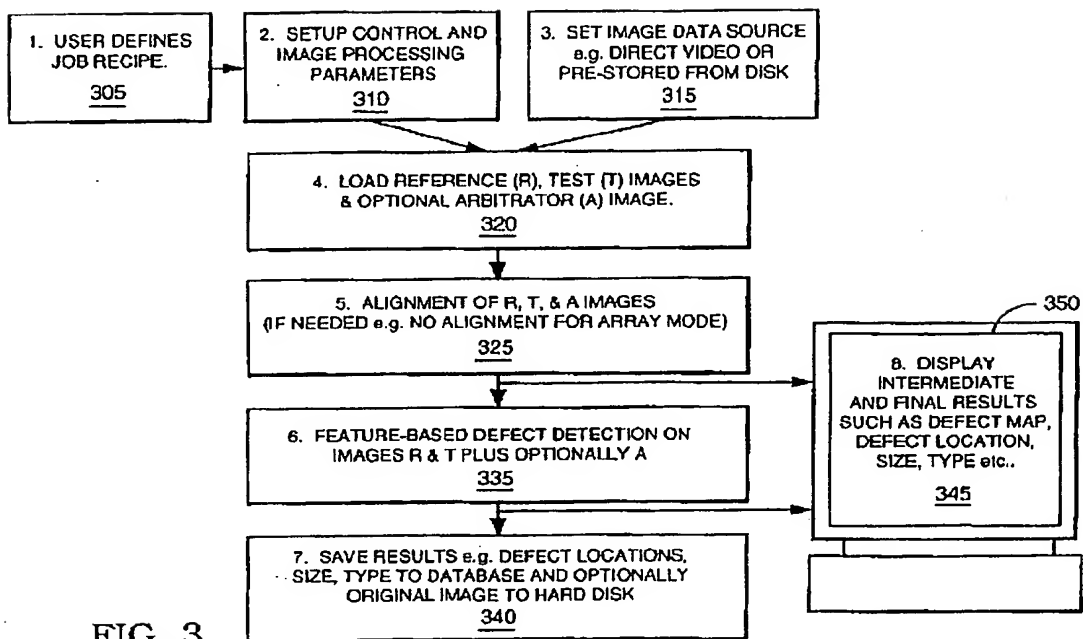 1. USER DEFINES
JOB RECIPE.
305
2. SETUP CONTROL AND
IMAGE PROCESSING
PARAMETERS
310
3. SET IMAGE DATA SOURCE
e.g. DIRECT VIDEO OR
PRE-STORED FROM DISK
315
4. LOAD REFERENCE (R), TEST (T) IMAGES
& OPTIONAL ARBITRATOR (A) IMAGE.
320
5. ALIGNMENT OF R, T, & A IMAGES
(IF NEEDED e.g. NO ALIGNMENT FOR ARRAY MODE)
325
350
8. DISPLAY
INTERMEDIATE
AND FINAL RESULTS
SUCH AS DEFECT MAP,
DEFECT LOCATION,
SIZE, TYPE etc..
345
6. FEATURE-BASED DEFECT DETECTION ON
IMAGES R & T PLUS OPTIONALLY A
335
7. SAVE RESULTS e.g. DEFECT LOCATIONS,
SIZE, TYPE TO DATABASE AND OPTIONALLY
ORIGINAL IMAGE TO HARD DISK
340
FIG. 3